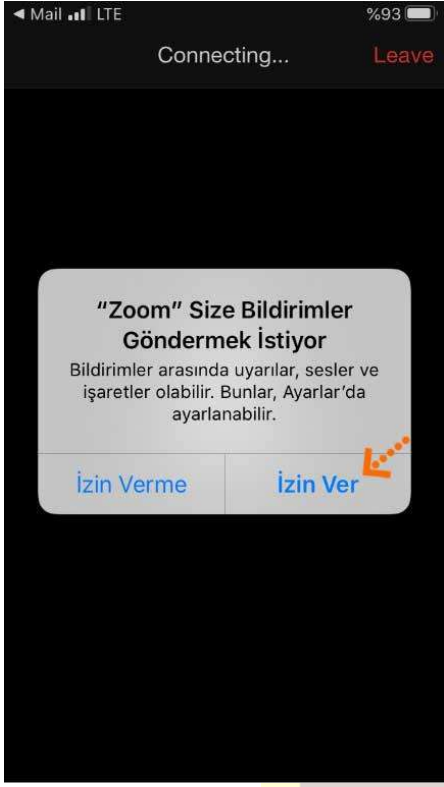 Mail LTE %93
Connecting... Leave
“Zoom” Size Bildirimler
Göndermek İstiyor
Bildirimler arasında uyarılar, sesler ve
işaretler olabilir. Bunlar, Ayarlar’da
ayarlanabilir.
İzin Verme İzin Ver